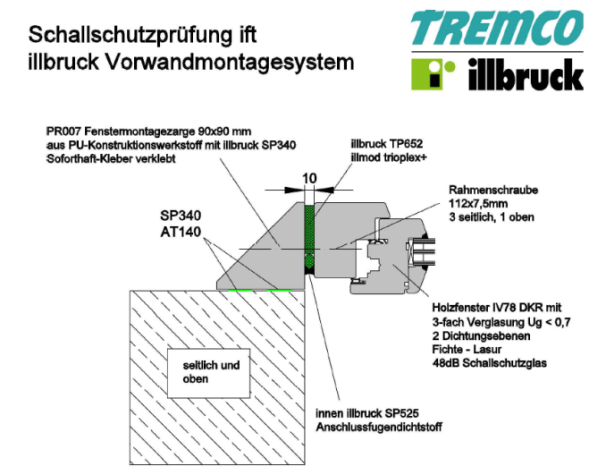 Schallschutzprüfung ift
illbruck Vorwandmontagesystem
TREMCO
illbruck
PR007 Fenstermontagezarge 90x90 mm
aus PU-Konstruktionswerkstoff mit illbruck SP340
Soforthaft-Kleber verklebt
illbruck TP652
illmod trioplex+
10
Rahmenschraube
112x7,5mm
3 seitlich, 1 oben
SP340
AT140
Holzfenster IV78 DKR mit
3-fach Verglasung Ug < 0,7
2 Dichtungsebenen
Fichte - Lasur
48dB Schallschutzglas
seitlich und
oben
innen illbruck SP525
Anschlussfugendichtstoff